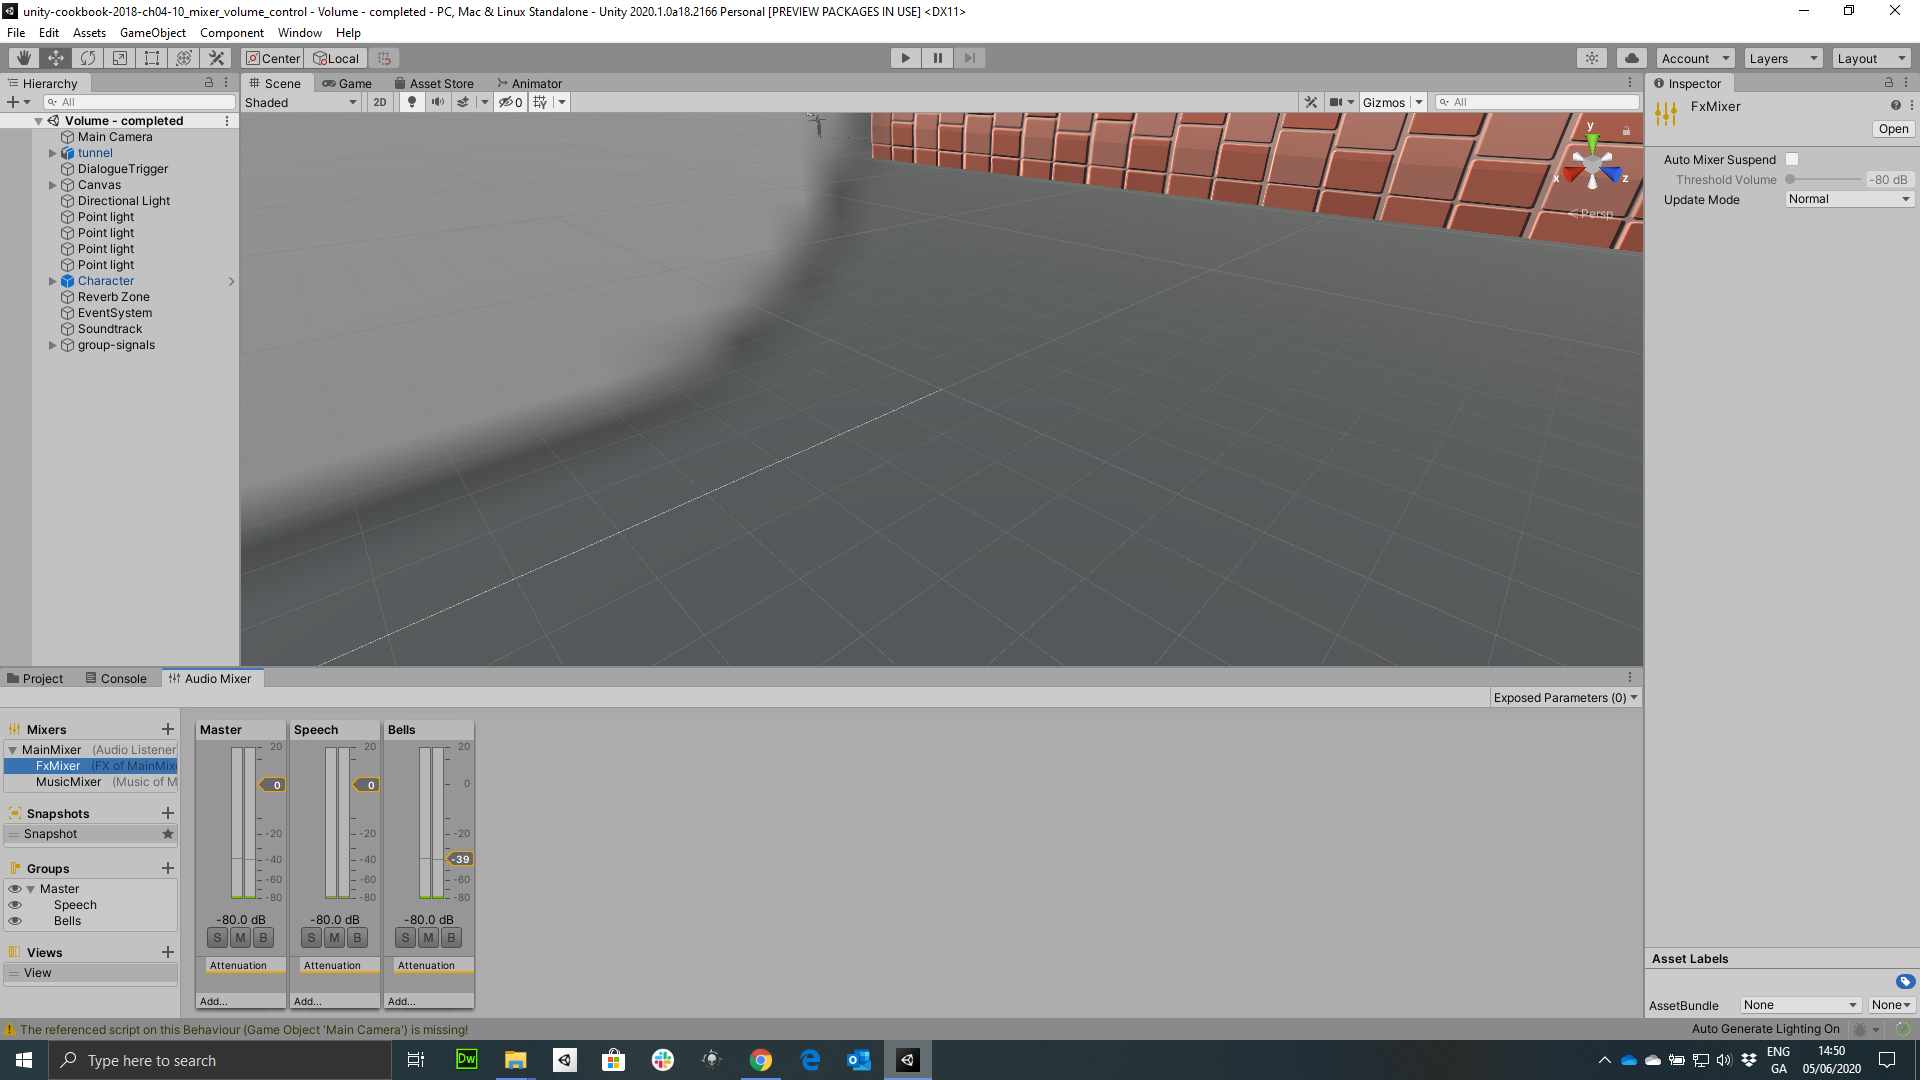 unity-cookbook-2018-ch04-10_mixer_volume_control - Volume - completed - PC, Mac & Linux Standalone - Unity 2020.1.0a18.2166 Personal [PREVIEW PACKAGES IN USE] <DX11>
File Edit Assets GameObject Component Window Help
Center Local Account Layers Layout
Hierarchy
All
Volume - completed
Main Camera
tunnel
DialogueTrigger
Canvas
Directional Light
Point light
Point light
Point light
Point light
Character
Reverb Zone
EventSystem
Soundtrack
group-signals
Scene Game Asset Store Animator
Shaded 2D 0 Gizmos All
y
x z
Persp
Inspector
FxMixer
Open
Auto Mixer Suspend
Threshold Volume -80 dB
Update Mode Normal
Project Console Audio Mixer
Exposed Parameters (0)
Mixers
MainMixer (Audio Listener
FxMixer (FX of MainMix
MusicMixer (Music of M
Snapshots
Snapshot
Groups
Master
Speech
Bells
Views
View
Master
20
0
-20
-40
-60
-80
-80.0 dB
S M B
Attenuation
Add...
Speech
20
0
-20
-40
-60
-80
-80.0 dB
S M B
Attenuation
Add...
Bells
20
0
-20
-39
-60
-80
-80.0 dB
S M B
Attenuation
Add...
Asset Labels
AssetBundle None None
The referenced script on this Behaviour (Game Object 'Main Camera') is missing!
Auto Generate Lighting On
Type here to search
Dw
ENG
GA
14:50
05/06/2020